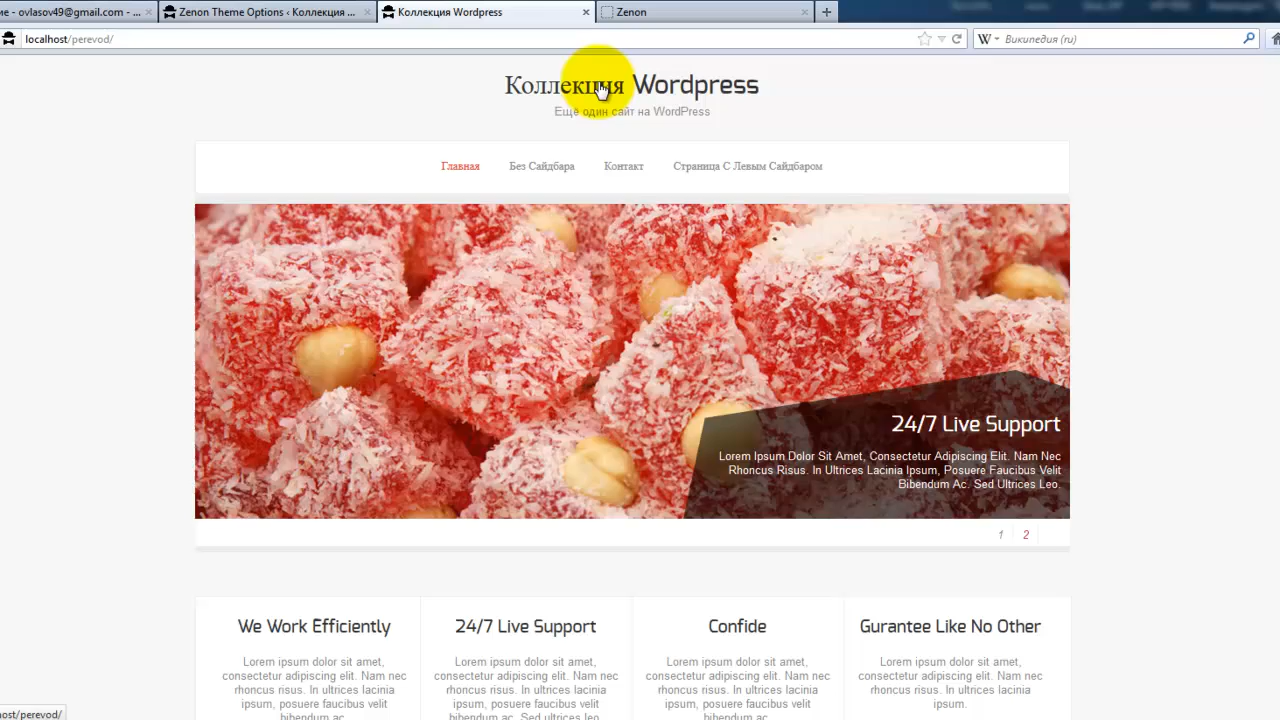 ие - ovlasov49@gmail.com - ...
Zenon Theme Options ‹ Коллекция ...
Коллекция Wordpress
Zenon
localhost/perevod/
W
Википедия (ru)
Коллекция Wordpress
Ещё один сайт на WordPress
Главная
Без Сайдбара
Контакт
Страница С Левым Сайдбаром
24/7 Live Support
Lorem Ipsum Dolor Sit Amet, Consectetur Adipiscing Elit. Nam Nec
Rhoncus Risus. In Ultrices Lacinia Ipsum, Posuere Faucibus Velit
Bibendum Ac. Sed Ultrices Leo.
1 2
We Work Efficiently
Lorem ipsum dolor sit amet,
consectetur adipiscing elit. Nam nec
rhoncus risus. In ultrices lacinia
ipsum, posuere faucibus velit
bibendum ac.
24/7 Live Support
Lorem ipsum dolor sit amet,
consectetur adipiscing elit. Nam nec
rhoncus risus. In ultrices lacinia
ipsum, posuere faucibus velit
bibendum ac. Sed ultrices leo.
Confide
Lorem ipsum dolor sit amet,
consectetur adipiscing elit. Nam nec
rhoncus risus. In ultrices lacinia
ipsum, posuere faucibus velit
bibendum ac.
Gurantee Like No Other
Lorem ipsum dolor sit amet,
consectetur adipiscing elit. Nam nec
rhoncus risus. In ultrices lacinia
ipsum.
ost/perevod/